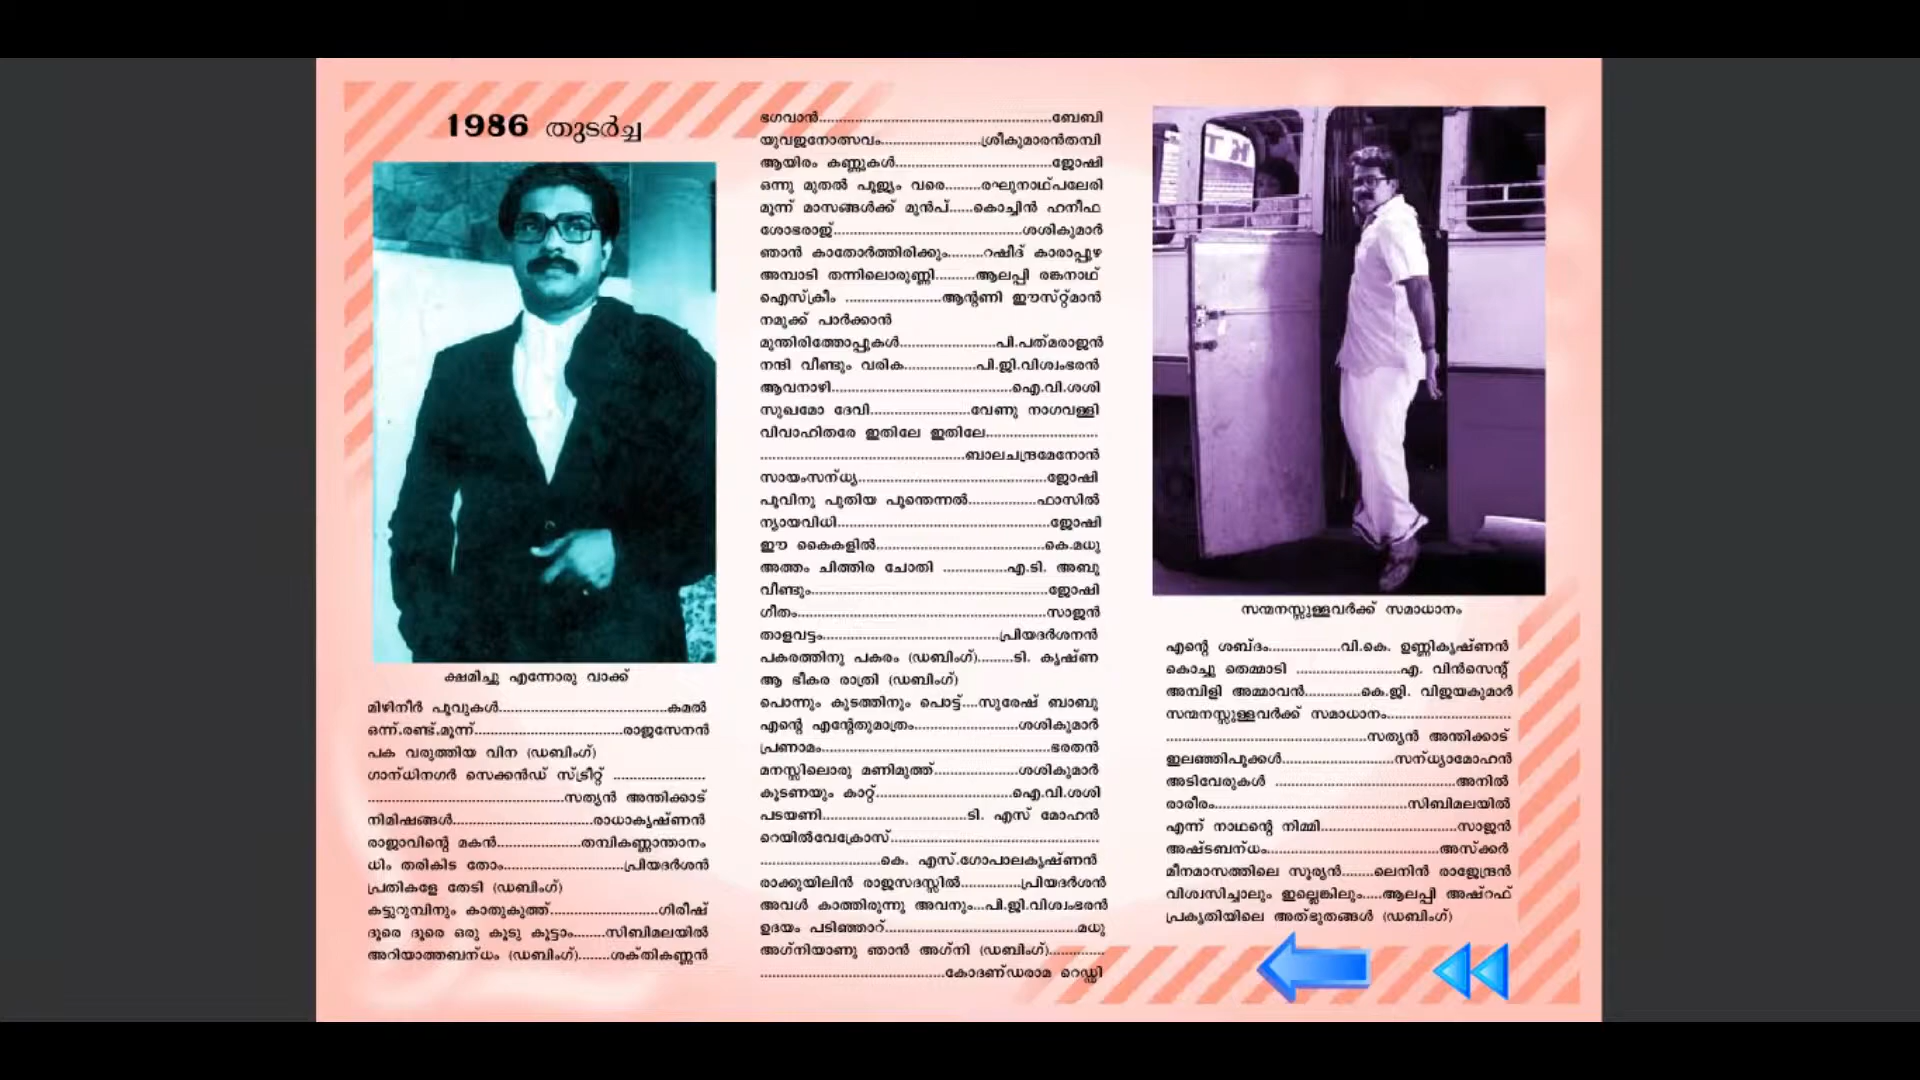 1986 തുടർച്ച
ക്ഷമിച്ചു എന്നോരു വാക്ക്
മിഴിനീർ പൂവുകൾ..........കമൽ
ഒന്ന്.രണ്ട്.മൂന്ന്..........രാജസേനൻ
പക വരുത്തിയ വിന (ഡബിംഗ്)
ഗാന്ധിനഗർ സെക്കൻഡ് സ്ട്രീറ്റ് ..........
..........സത്യൻ അന്തിക്കാട്
നിമിഷങ്ങൾ..........രാധാകൃഷ്ണൻ
രാജാവിന്റെ മകൻ..........തമ്പികണ്ണാന്താനം
ധിം തരികിട തോം..........പ്രിയദർശൻ
പ്രതികളേ തേടി (ഡബിംഗ്)
കട്ടുറുമ്പിനും കാതുകുത്ത്..........ഗിരീഷ്
ദൂരെ ദൂരെ ഒരു കൂടു കൂട്ടാം.......സിബിമലയിൽ
അറിയാത്തബന്ധം (ഡബിംഗ്).......ശക്തികണ്ണൻ
ഭഗവാൻ..........ബേബി
യുവജനോത്സവം..........ശ്രീകുമാരൻതമ്പി
ആയിരം കണ്ണുകൾ..........ജോഷി
ഒന്നു മുതൽ പൂജ്യം വരെ.........രഘുനാഥ്പലേരി
മൂന്ന് മാസങ്ങൾക്ക് മുൻപ്......കൊച്ചിൻ ഹനീഫ
ശോഭരാജ്..........ശശികുമാർ
ഞാൻ കാതോർത്തിരിക്കും.........റഷീദ് കാരാപ്പുഴ
അമ്പാടി തന്നിലൊരുണ്ണി..........ആലപ്പി രങ്കനാഥ്
ഐസ്ക്രീം ..........ആന്റണി ഈസ്റ്റ്മാൻ
നമുക്ക് പാർക്കാൻ
മുന്തിരിത്തോപ്പുകൾ..........പി.പത്മരാജൻ
നന്ദി വീണ്ടും വരിക..........പി.ജി.വിശ്വംഭരൻ
ആവനാഴി..........ഐ.വി.ശശി
സുഖമോ ദേവി..........വേണു നാഗവള്ളി
വിവാഹിതരേ ഇതിലേ ഇതിലേ..........
..........ബാലചന്ദ്രമേനോൻ
സായംസന്ധ്യ..........ജോഷി
പൂവിനു പുതിയ പൂന്തെന്നൽ..........ഫാസിൽ
ന്യായവിധി..........ജോഷി
ഈ കൈകളിൽ..........കെ.മധു
അത്തം ചിത്തിര ചോതി ..........എ.ടി. അബു
വീണ്ടും..........ജോഷി
ഗീതം..........സാജൻ
താളവട്ടം..........പ്രിയദർശനൻ
പകരത്തിനു പകരം (ഡബിംഗ്)........ടി. കൃഷ്ണ
ആ ഭീകര രാത്രി (ഡബിംഗ്)
പൊന്നും കുടത്തിനും പൊട്ട്....സുരേഷ് ബാബു
എന്റെ എന്റേതുമാത്രം..........ശശികുമാർ
പ്രണാമം..........ഭരതൻ
മനസ്സിലൊരു മണിമുത്ത്..........ശശികുമാർ
കൂടണയും കാറ്റ്..........ഐ.വി.ശശി
പടയണി..........ടി. എസ് മോഹൻ
റെയിൽവേക്രോസ്..........
..........കെ. എസ്.ഗോപാലകൃഷ്ണൻ
രാക്കുയിലിൻ രാജസദസ്സിൽ..........പ്രിയദർശൻ
അവൾ കാത്തിരുന്നു അവനും...പി.ജി.വിശ്വംഭരൻ
ഉദയം പടിഞ്ഞാറ്..........മധു
അഗ്നിയാണു ഞാൻ അഗ്നി (ഡബിംഗ്)..........
..........കോദണ്ഡരാമ റെഡ്ഡി
സന്മനസ്സുള്ളവർക്ക് സമാധാനം
എന്റെ ശബ്ദം..........വി.കെ. ഉണ്ണികൃഷ്ണൻ
കൊച്ചു തെമ്മാടി ..........എ. വിൻസെന്റ്
അമ്പിളി അമ്മാവൻ..........കെ.ജി. വിജയകുമാർ
സന്മനസ്സുള്ളവർക്ക് സമാധാനം..........
..........സത്യൻ അന്തിക്കാട്
ഇലഞ്ഞിപൂക്കൾ..........സന്ധ്യാമോഹൻ
അടിവേരുകൾ ..........അനിൽ
രാരീരം..........സിബിമലയിൽ
എന്ന് നാഥന്റെ നിമ്മി..........സാജൻ
അഷ്ടബന്ധം..........അസ്ക്കർ
മീനമാസത്തിലെ സൂര്യൻ........ലെനിൻ രാജേന്ദ്രൻ
വിശ്വസിച്ചാലും ഇല്ലെങ്കിലും.....ആലപ്പി അഷ്റഫ്
പ്രകൃതിയിലെ അത്ഭുതങ്ങൾ (ഡബിംഗ്)